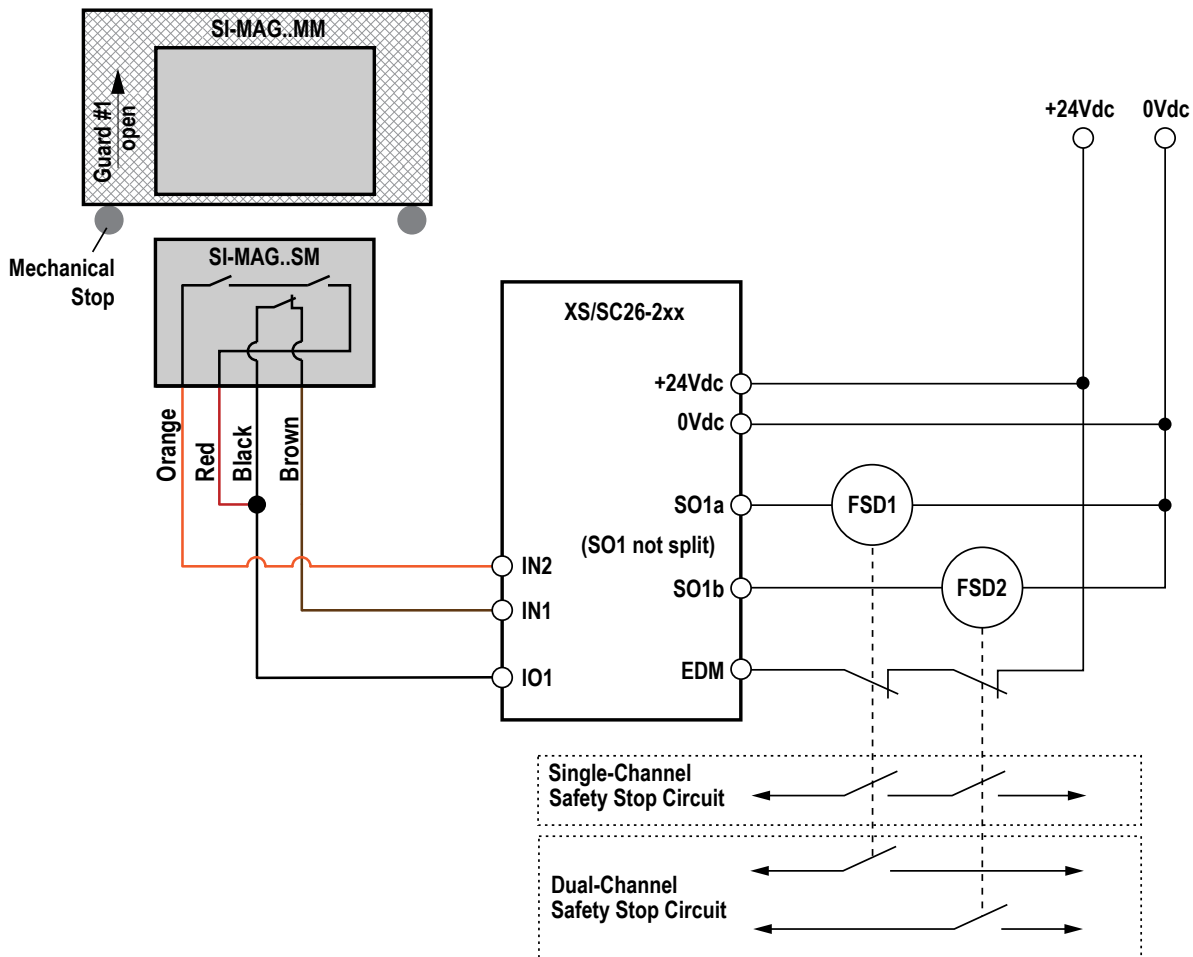 SI-MAG..MM
Guard #1
open
Mechanical
Stop
SI-MAG..SM
Orange
Red
Black
Brown
XS/SC26-2xx
+24Vdc
0Vdc
+24Vdc
0Vdc
SO1a
FSD1
(SO1 not split)
IN2
SO1b
FSD2
IN1
EDM
IO1
Single-Channel
Safety Stop Circuit
Dual-Channel
Safety Stop Circuit